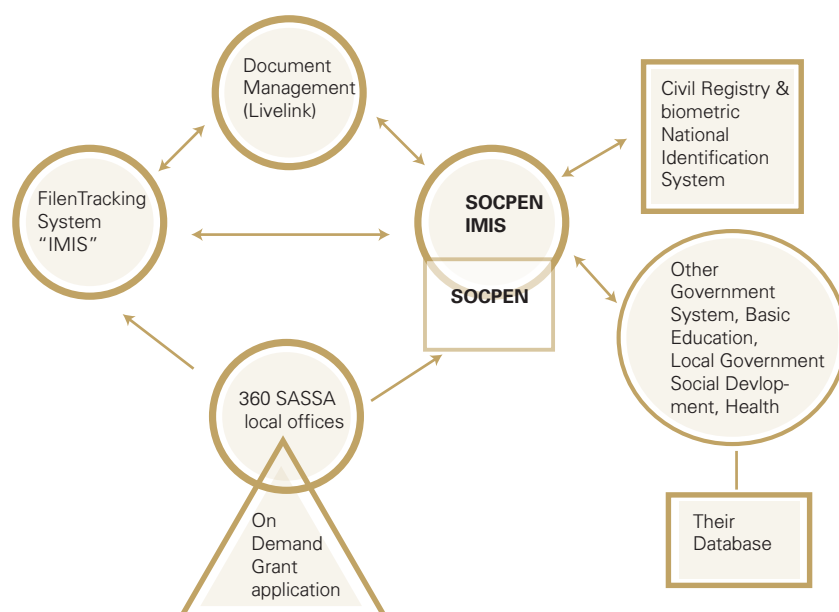 Document
Management
(Livelink)
Civil Registry &
biometric
National
Identification
System
FilenTracking
System
“IMIS”
SOCPEN
IMIS
SOCPEN
Other
Government
System, Basic
Education,
Local Government
Social Devlop-
ment, Health
360 SASSA
local offices
On
Demand
Grant
application
Their
Database